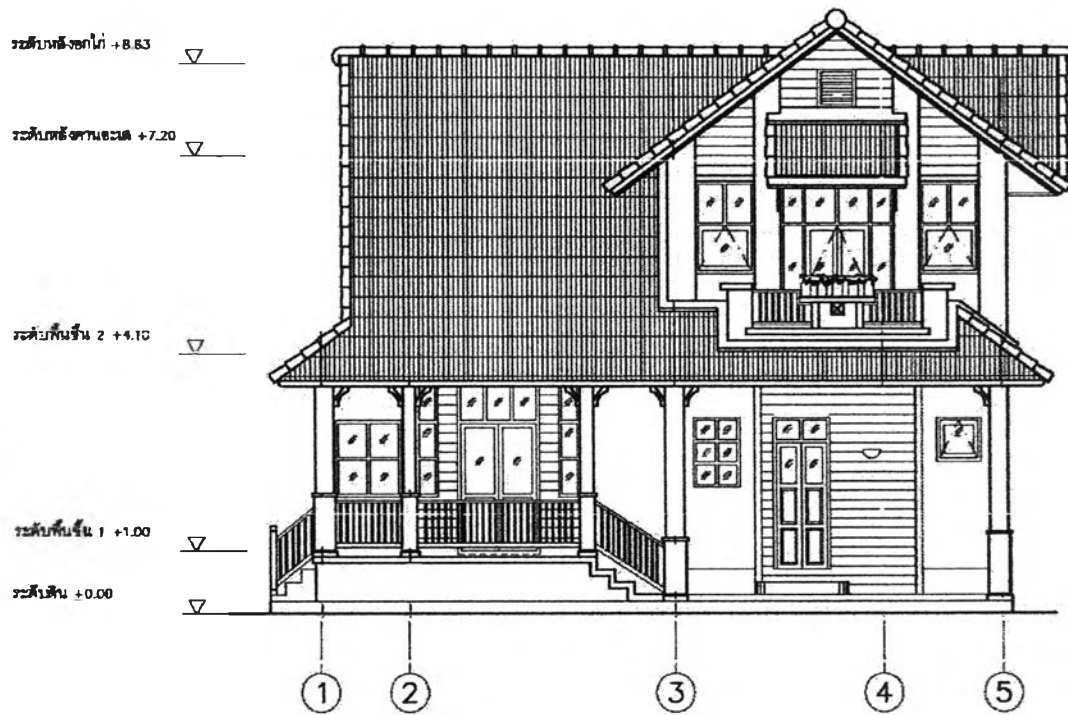 ระดับหลังอกไก่ +8.83
ระดับหลังคานอะเส +7.20
ระดับพื้นชั้น 2 +4.10
ระดับพื้นชั้น 1 +1.00
ระดับดิน ±0.00
1 2 3 4 5